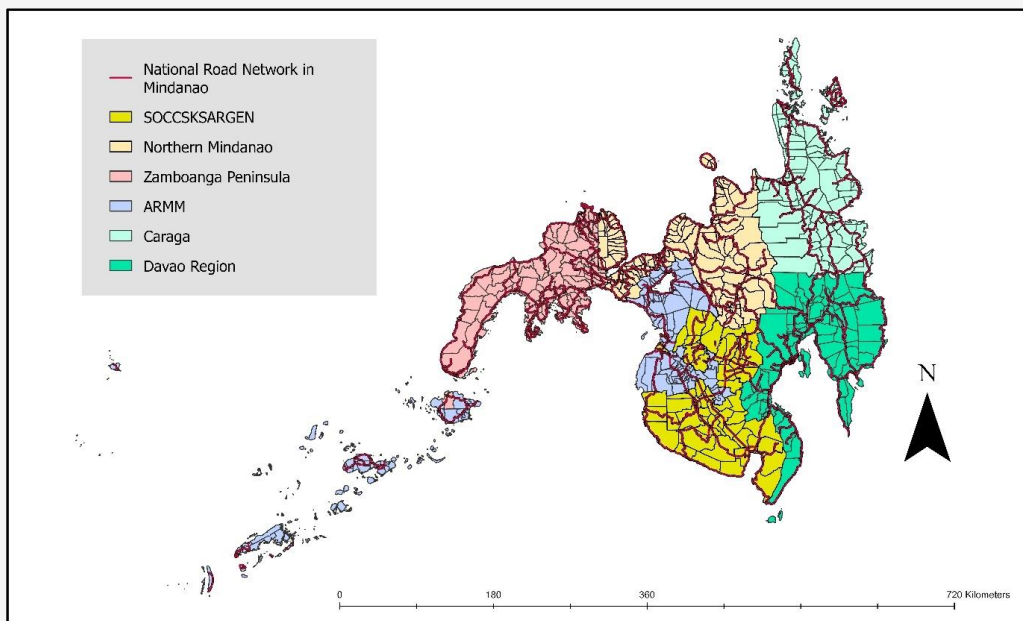 National Road Network in
Mindanao
SOCCSKSARGEN
Northern Mindanao
Zamboanga Peninsula
ARMM
Caraga
Davao Region
N
0 180 360 720 Kilometers